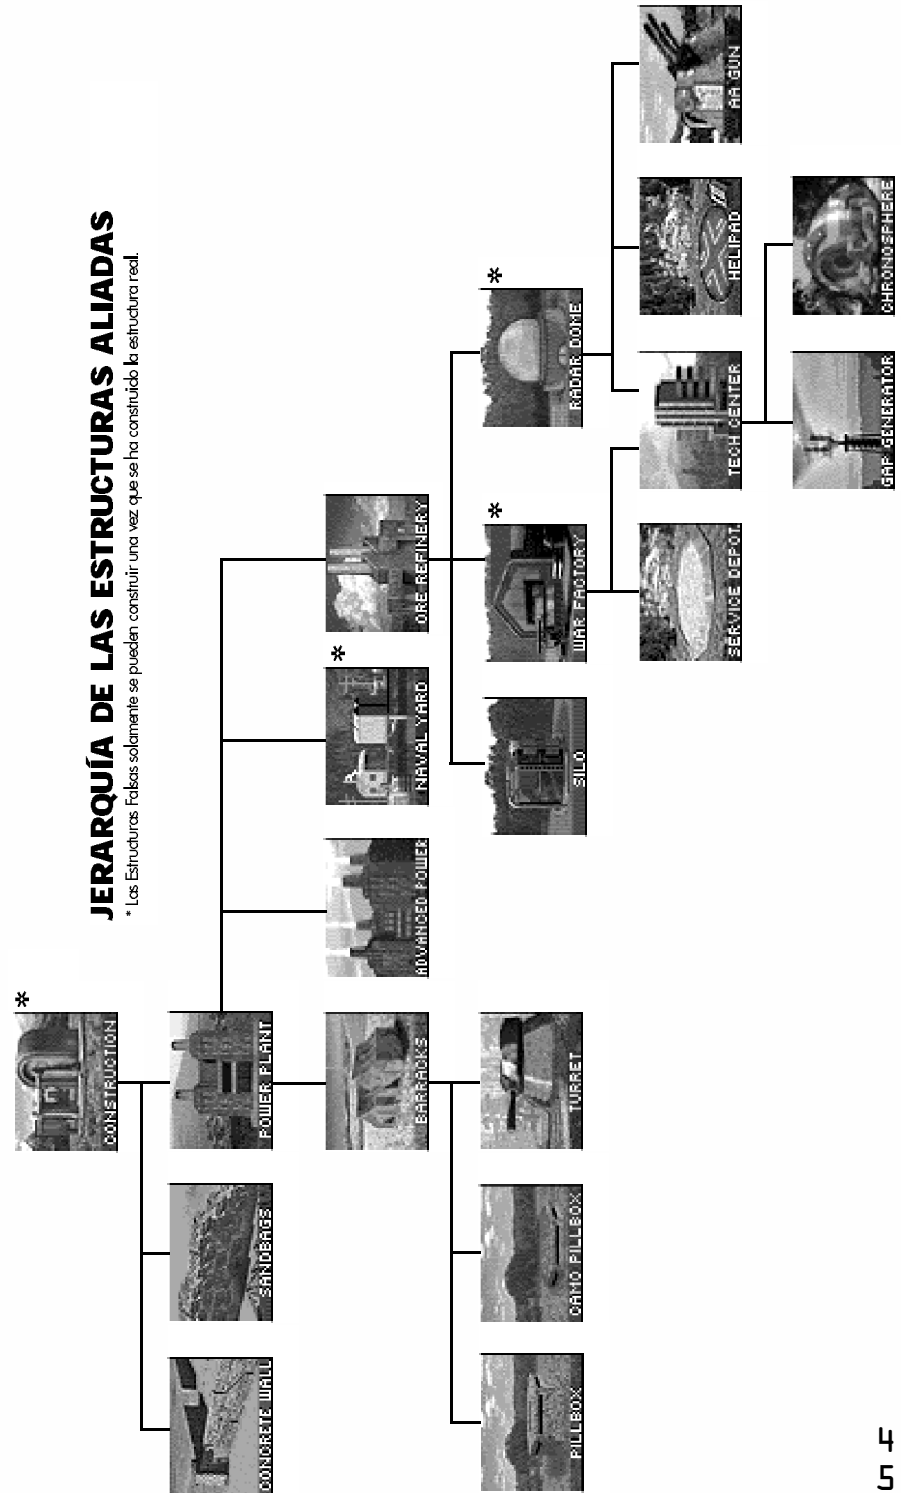 JERARQUÍA DE LAS ESTRUCTURAS ALIADAS
* Las Estructuras Falsas solamente se pueden construir una vez que se ha construido la estructura real.
*
CONSTRUCTION
CONCRETE WALL
SANDBAGS
POWER PLANT
BARRACKS
ADVANCED POWER
*
NAVAL YARD
ORE REFINERY
PILLBOX
CAMO PILLBOX
TURRET
SILO
*
WAR FACTORY
*
RADAR DOME
SERVICE DEPOT
TECH CENTER
HELIPAD
AA GUN
GAP GENERATOR
CHRONOSPHERE
45